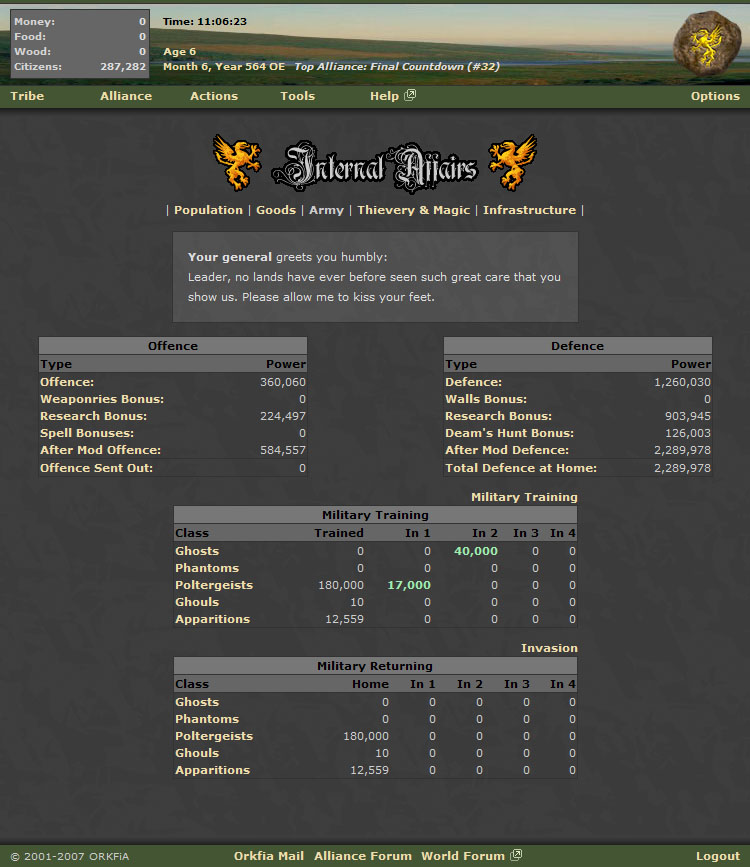 Money: 0
Food: 0
Wood: 0
Citizens: 287,282
Time: 11:06:23
Age 6
Month 6, Year 564 OE Top Alliance: Final Countdown (#32)
Tribe Alliance Actions Tools Help Options
Internal Affairs
| Population | Goods | Army | Thievery & Magic | Infrastructure |
Your general greets you humbly:
Leader, no lands have ever before seen such great care that you
show us. Please allow me to kiss your feet.
Offence
Type Power
Offence: 360,060
Weaponries Bonus: 0
Research Bonus: 224,497
Spell Bonuses: 0
After Mod Offence: 584,557
Offence Sent Out: 0
Defence
Type Power
Defence: 1,260,030
Walls Bonus: 0
Research Bonus: 903,945
Deam's Hunt Bonus: 126,003
After Mod Defence: 2,289,978
Total Defence at Home: 2,289,978
Military Training
Military Training
Class Trained In 1 In 2 In 3 In 4
Ghosts 0 0 40,000 0 0
Phantoms 0 0 0 0 0
Poltergeists 180,000 17,000 0 0 0
Ghouls 10 0 0 0 0
Apparitions 12,559 0 0 0 0
Invasion
Military Returning
Class Home In 1 In 2 In 3 In 4
Ghosts 0 0 0 0 0
Phantoms 0 0 0 0 0
Poltergeists 180,000 0 0 0 0
Ghouls 10 0 0 0 0
Apparitions 12,559 0 0 0 0
© 2001-2007 ORKFiA Orkfia Mail Alliance Forum World Forum Logout